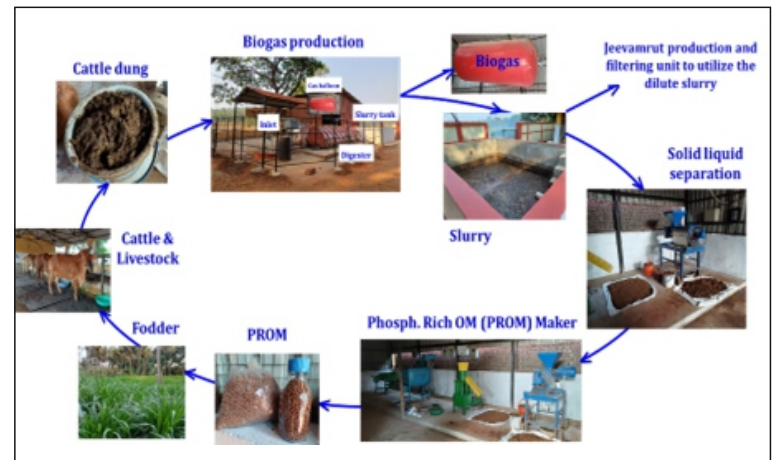 Biogas production
Cattle dung
Biogas
Jeevamrut production and
filtering unit to utilize the
dilute slurry
Gas balloon
Inlet
Slurry tank
Digester
Solid liquid
separation
Slurry
Cattle &
Livestock
Fodder
PROM
Phosph. Rich OM (PROM) Maker